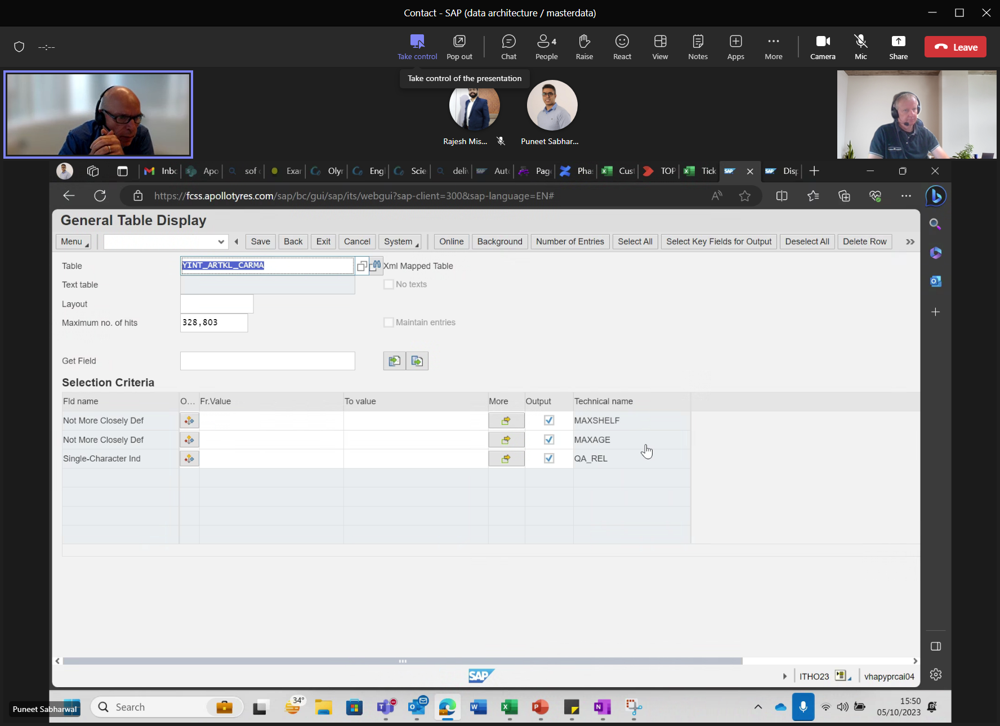 Contact - SAP (data architecture / masterdata)
--:--
Take control
Pop out
Chat
People
4
Raise
React
View
Notes
Apps
More
Camera
Mic
Share
Leave
Take control of the presentation
Rajesh Mis...
Puneet Sabhar...
Inbc
Apo
sof
Exar
Olyr
Eng
Scie
deliv
Auto
Page
Phas
Cust
TOP
Tick
SAP
Disp
https://fcss.apollotyres.com/sap/bc/gui/sap/its/webgui?sap-client=300&sap-language=EN#
General Table Display
Menu
Save
Back
Exit
Cancel
System
Online
Background
Number of Entries
Select All
Select Key Fields for Output
Deselect All
Delete Row
Table
YINT_ARTKL_CARMA
Xml Mapped Table
Text table
No texts
Layout
Maximum no. of hits
328,803
Maintain entries
Get Field
Selection Criteria
Fld name
O...
Fr.Value
To value
More
Output
Technical name
Not More Closely Def
MAXSHELF
Not More Closely Def
MAXAGE
Single-Character Ind
QA_REL
SAP
ITHO23
vhapyprcai04
Puneet Sabharwal
Search
34°
15:50
05/10/2023